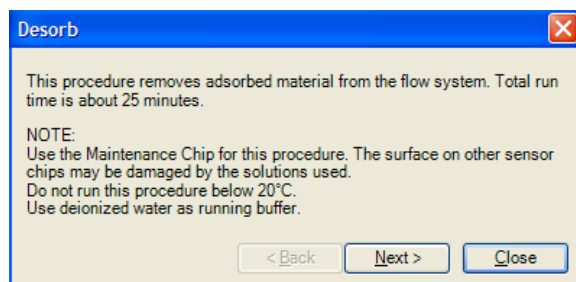 Desorb
This procedure removes adsorbed material from the flow system. Total run
time is about 25 minutes.
NOTE:
Use the Maintenance Chip for this procedure. The surface on other sensor
chips may be damaged by the solutions used.
Do not run this procedure below 20°C.
Use deionized water as running buffer.
< Back Next > Close